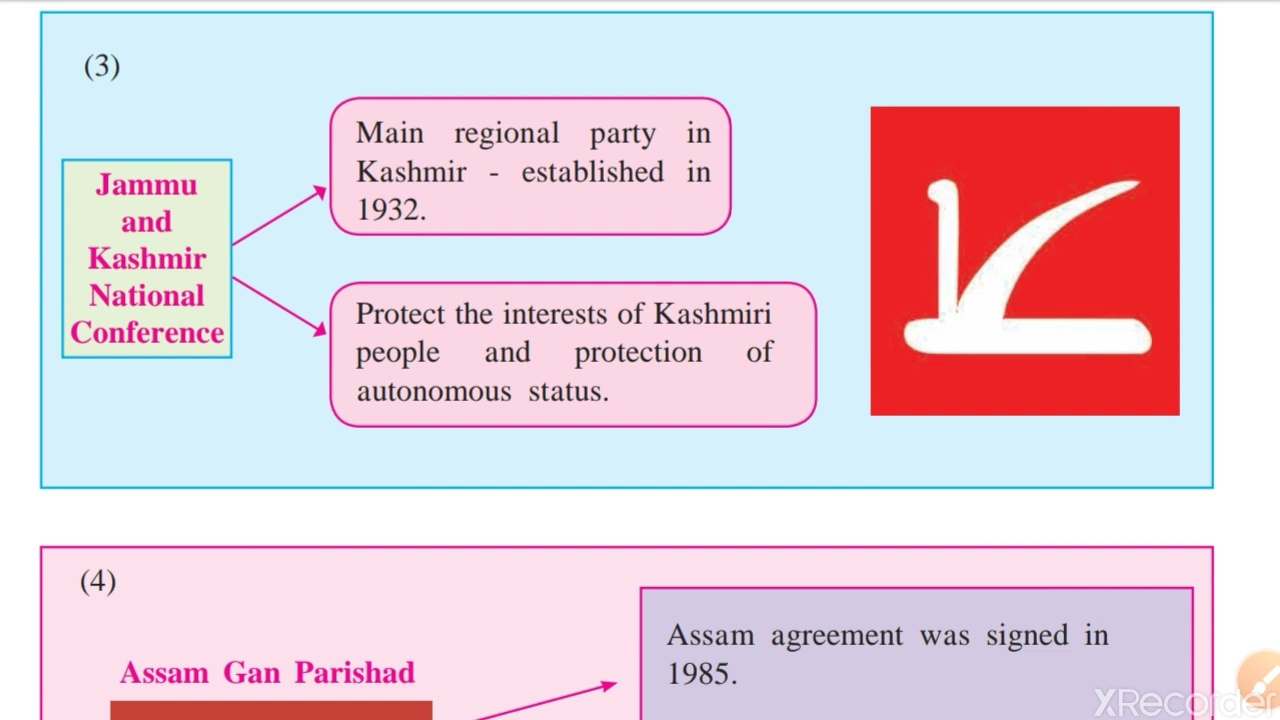 (3)
Jammu
and
Kashmir
National
Conference
Main regional party in
Kashmir - established in
1932.
Protect the interests of Kashmiri
people and protection of
autonomous status.
(4)
Assam Gan Parishad
Assam agreement was signed in
1985.
XRecorder